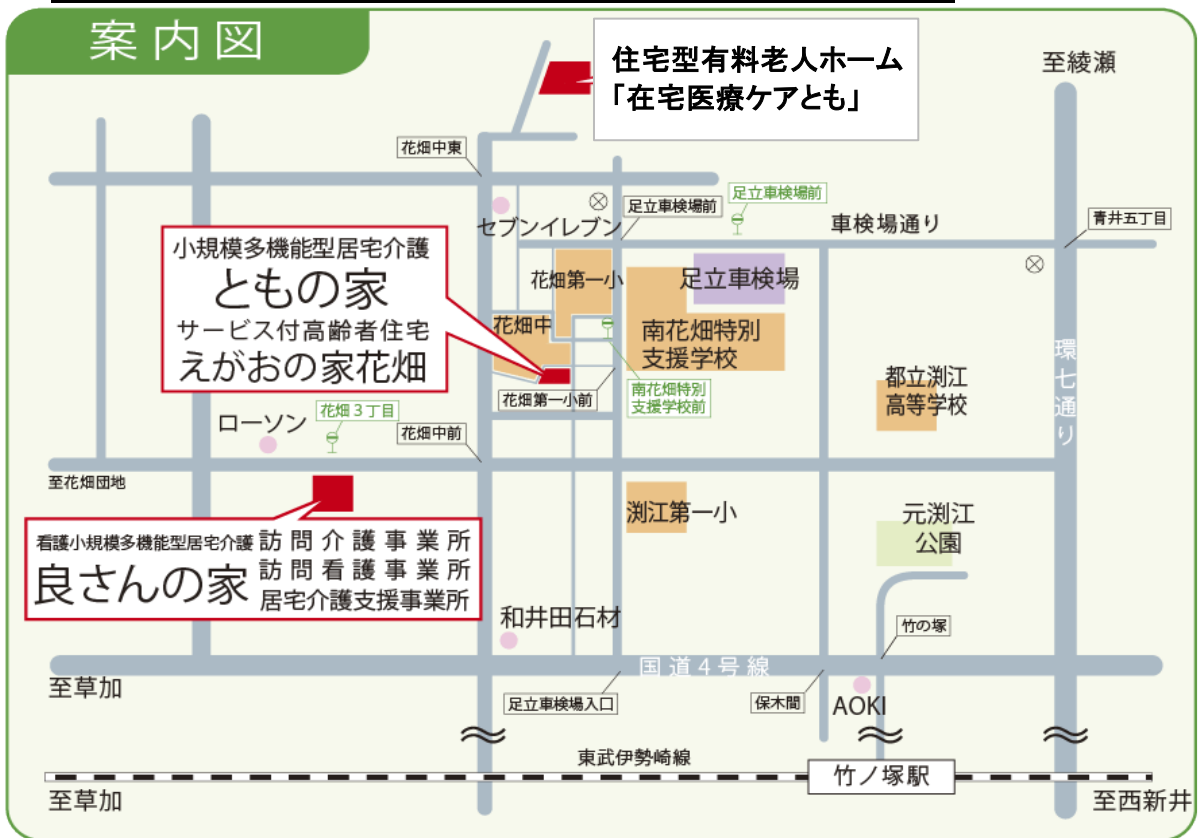 案内図
住宅型有料老人ホーム
「在宅医療ケアとも」
至綾瀬
花畑中東
足立車検場前
足立車検場前
車検場通り
青井五丁目
セブンイレブン
小規模多機能型居宅介護
ともの家
サービス付高齢者住宅
えがおの家花畑
花畑第一小
足立車検場
花畑中
南花畑特別
支援学校
環七通り
都立渕江
高等学校
花畑第一小前
南花畑特別
支援学校前
ローソン
花畑3丁目
花畑中前
至花畑団地
渕江第一小
元渕江
公園
看護小規模多機能型居宅介護
良さんの家
訪問介護事業所
訪問看護事業所
居宅介護支援事業所
和井田石材
竹の塚
国道4号線
至草加
足立車検場入口
保木間
AOKI
東武伊勢崎線
竹ノ塚駅
至草加
至西新井